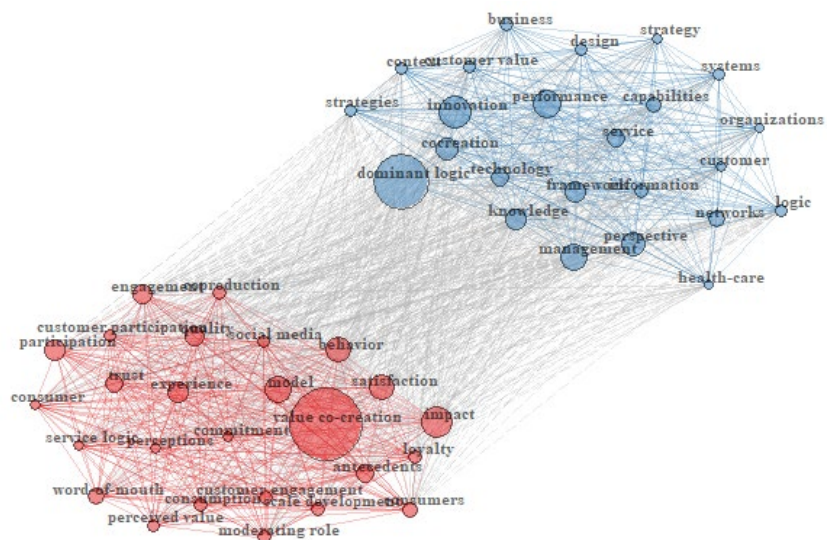 business
strategy
design
context
customer value
systems
strategies
innovation
performance
capabilities
organizations
service
cocreation
customer
dominant logic
technology
framework
information
logic
knowledge
networks
perspective
management
health-care
engagement
coproduction
customer participation
quality
social media
participation
behavior
trust
experience
model
satisfaction
consumer
value co-creation
impact
service logic
perceptions
commitment
loyalty
antecedents
word-of-mouth
consumption
customer engagement
scale development
consumers
perceived value
moderating role